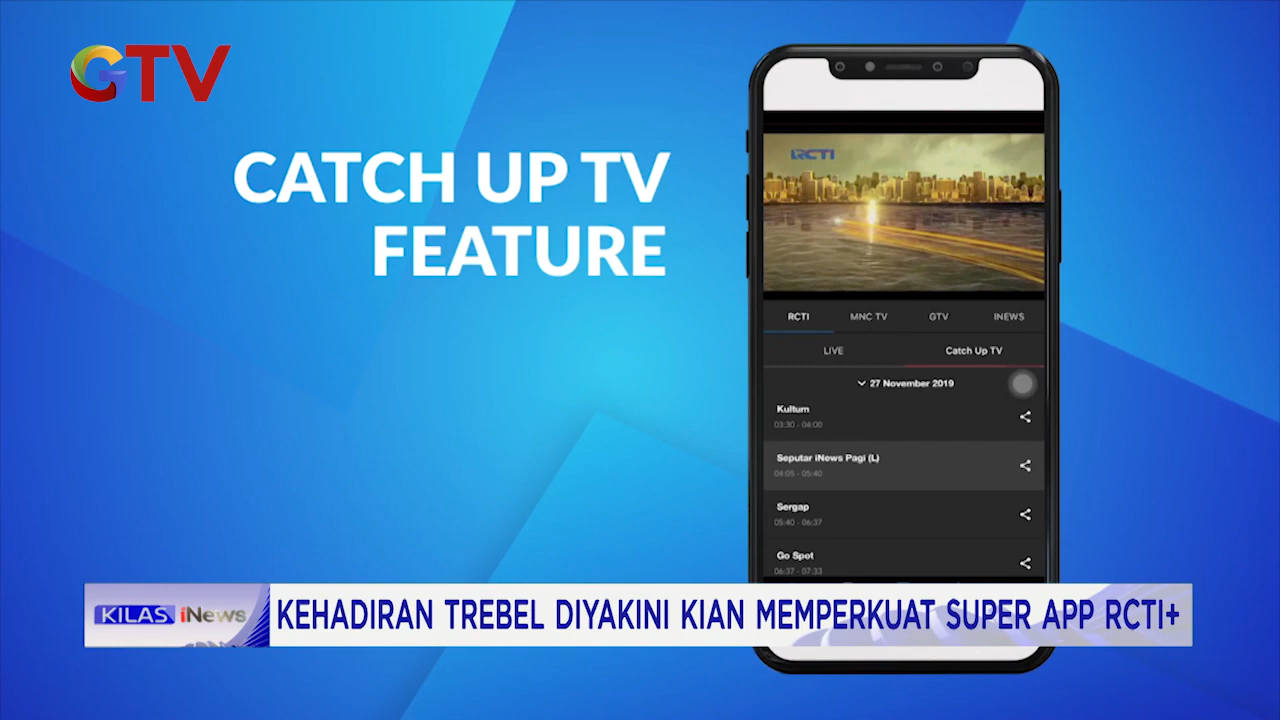 GTV
CATCH UP TV
FEATURE
RCTI
RCTI MNC TV GTV INEWS
LIVE Catch Up TV
27 November 2019
Kultum
03:30 - 04:00
Seputar iNews Pagi (L)
04:05 - 05:40
Sergap
05:40 - 06:37
Go Spot
06:37 - 07:33
KILAS iNews KEHADIRAN TREBEL DIYAKINI KIAN MEMPERKUAT SUPER APP RCTI+